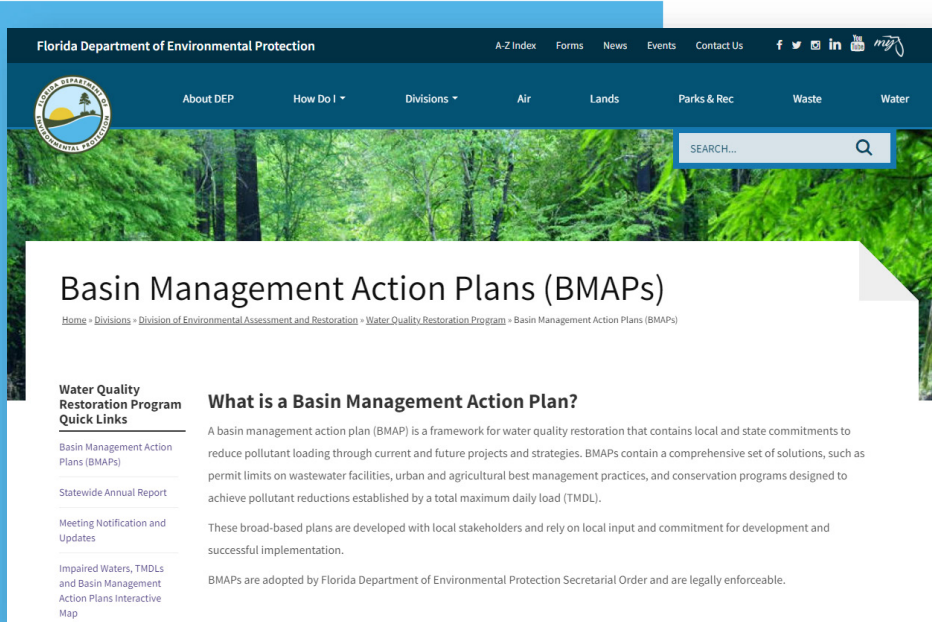 Florida Department of Environmental Protection
A-Z Index Forms News Events Contact Us
f in You Tube my
FLORIDA DEPARTMENT OF ENVIRONMENTAL PROTECTION
About DEP How Do I Divisions Air Lands Parks & Rec Waste Water
SEARCH...
Basin Management Action Plans (BMAPs)
Home » Divisions » Division of Environmental Assessment and Restoration » Water Quality Restoration Program » Basin Management Action Plans (BMAPs)
Water Quality
Restoration Program
Quick Links
Basin Management Action
Plans (BMAPs)
Statewide Annual Report
Meeting Notification and
Updates
Impaired Waters, TMDLs
and Basin Management
Action Plans Interactive
Map
What is a Basin Management Action Plan?
A basin management action plan (BMAP) is a framework for water quality restoration that contains local and state commitments to
reduce pollutant loading through current and future projects and strategies. BMAPs contain a comprehensive set of solutions, such as
permit limits on wastewater facilities, urban and agricultural best management practices, and conservation programs designed to
achieve pollutant reductions established by a total maximum daily load (TMDL).
These broad-based plans are developed with local stakeholders and rely on local input and commitment for development and
successful implementation.
BMAPs are adopted by Florida Department of Environmental Protection Secretarial Order and are legally enforceable.